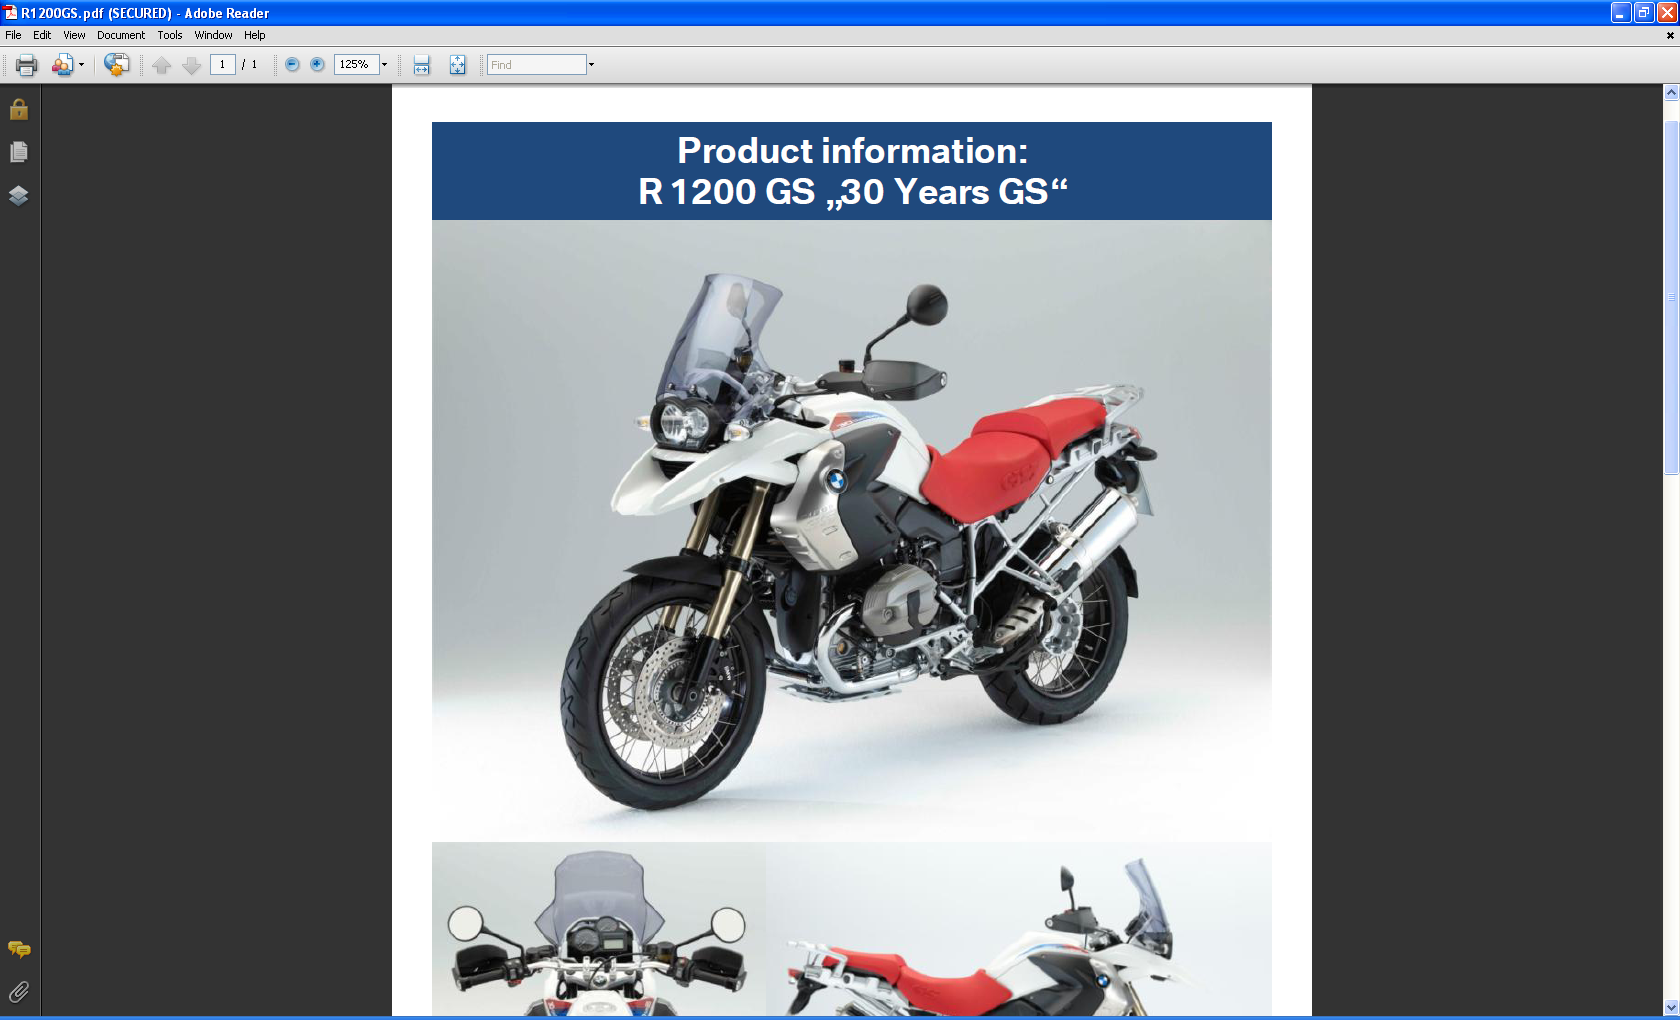 R1200GS.pdf (SECURED) - Adobe Reader
File Edit View Document Tools Window Help
1 / 1 125% Find
Product information:
R 1200 GS „30 Years GS“